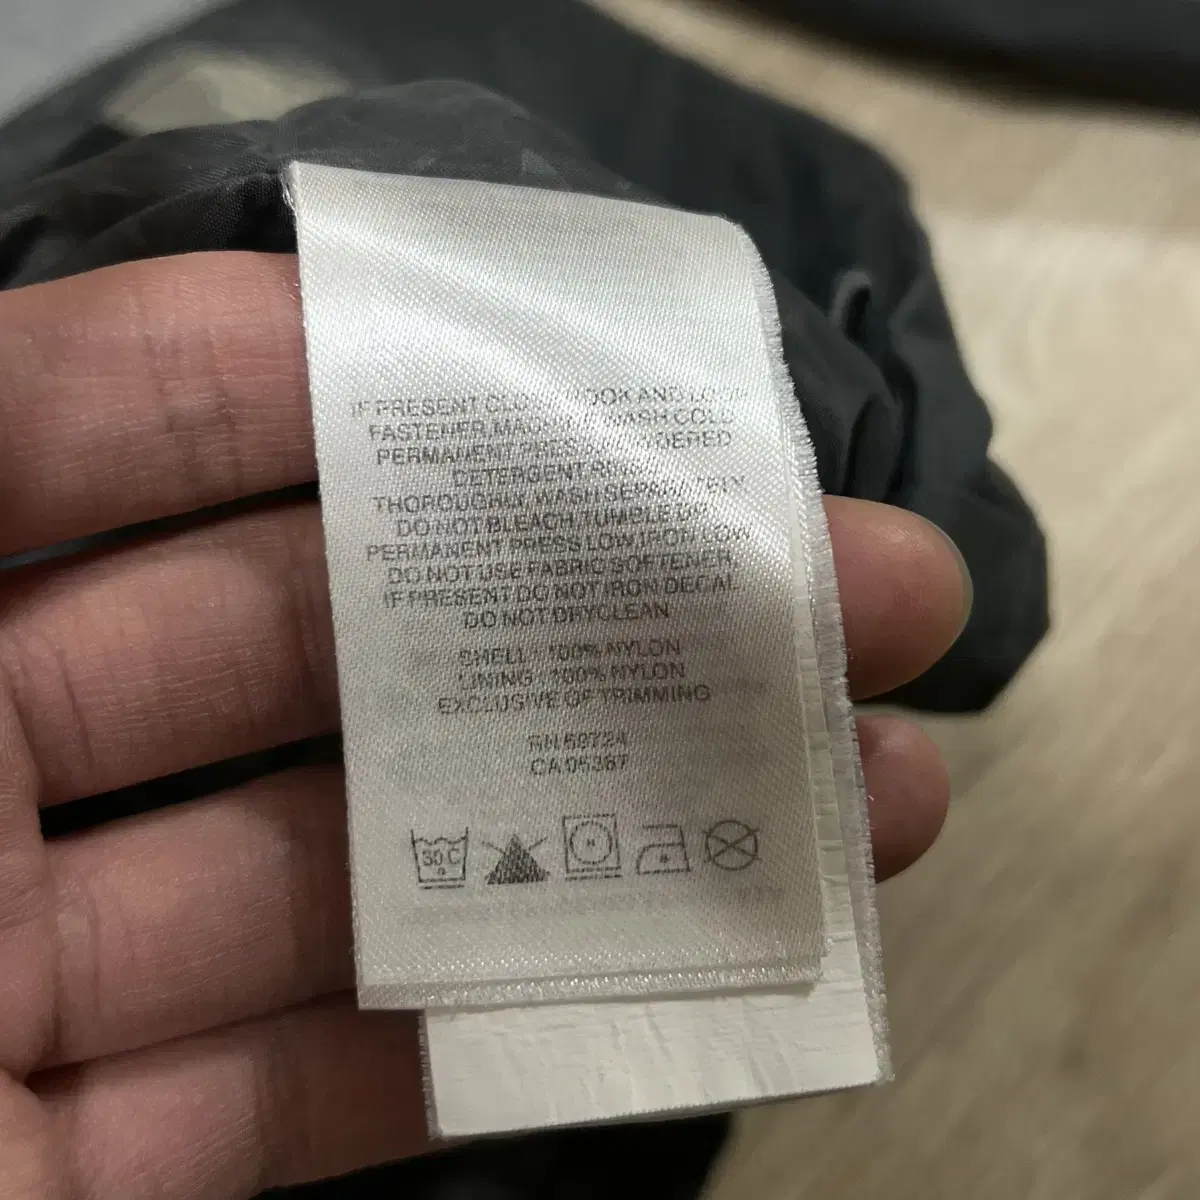 IF PRESENT CLOSE HOOK AND LOOP
FASTENER, MACHINE WASH COLD
PERMANENT PRESS POWDERED
DETERGENT RINSE
THOROUGHLY, WASH SEPARATELY
DO NOT BLEACH, TUMBLE DRY
PERMANENT PRESS LOW, IRON LOW
DO NOT USE FABRIC SOFTENER
IF PRESENT DO NOT IRON DECAL
DO NOT DRYCLEAN
SHELL : 100% NYLON
LINING : 100% NYLON
EXCLUSIVE OF TRIMMING
RN 69724
CA 05367
30 C